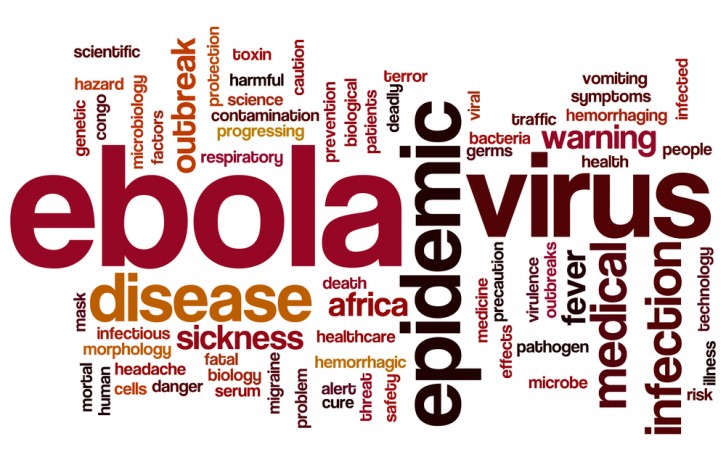 scientific
hazard
genetic
congo
microbiology
factors
outbreak
protection
toxin
harmful
science
contamination
progressing
respiratory
caution
prevention
biological
patients
deadly
terror
viral
traffic
bacteria
germs
vomiting
symptoms
hemorrhaging
warning
health
infected
people
ebola
epidemic
virus
mask
disease
infectious
morphology
sickness
mortal
human
headache
cells
danger
fatal
biology
serum
migraine
problem
death
africa
healthcare
hemorrhagic
alert
cure
threat
safety
medicine
precaution
effects
virulence
outbreaks
fever
pathogen
microbe
medical
infection
technology
illness
risk